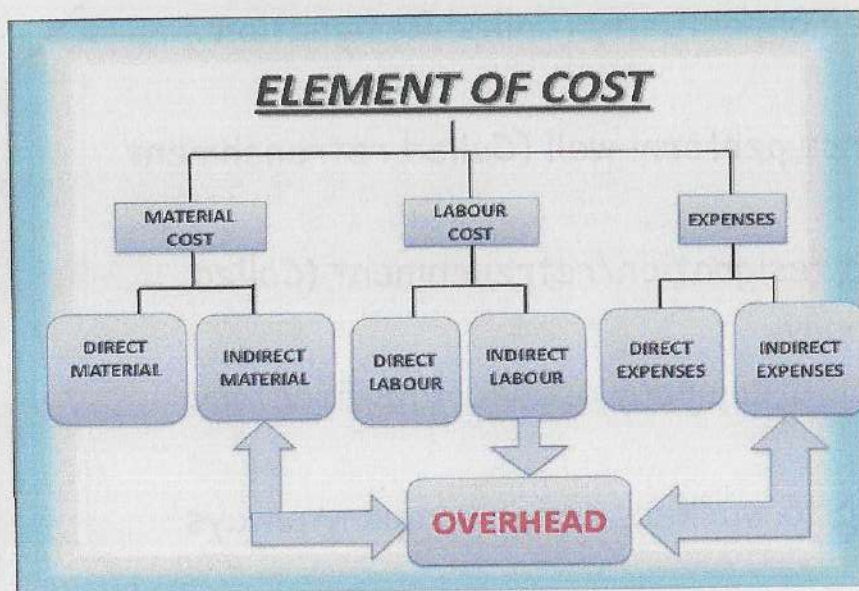 ELEMENT OF COST
MATERIAL
COST
LABOUR
COST
EXPENSES
DIRECT
MATERIAL
INDIRECT
MATERIAL
DIRECT
LABOUR
INDIRECT
LABOUR
DIRECT
EXPENSES
INDIRECT
EXPENSES
OVERHEAD